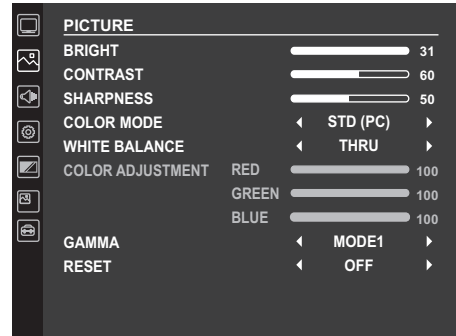 PICTURE
BRIGHT 31
CONTRAST 60
SHARPNESS 50
COLOR MODE STD (PC)
WHITE BALANCE THRU
COLOR ADJUSTMENT RED 100
GREEN 100
BLUE 100
GAMMA MODE1
RESET OFF